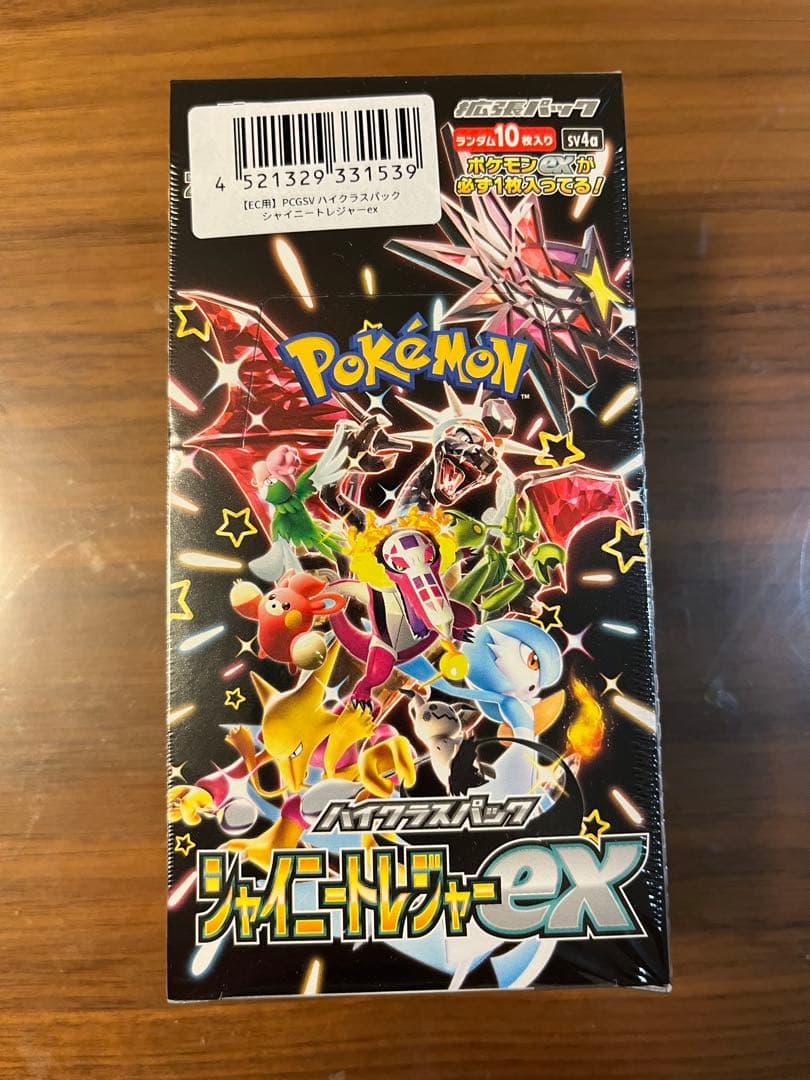 4 521329 331539
【EC用】PCGSV ハイクラスパック
シャイニートレジャーex
拡張パック
ランダム10枚入り
sv4a
ポケモンexが
必ず1枚入ってる!
POKéMON
TM
ハイクラスパック
シャイニートレジャーex